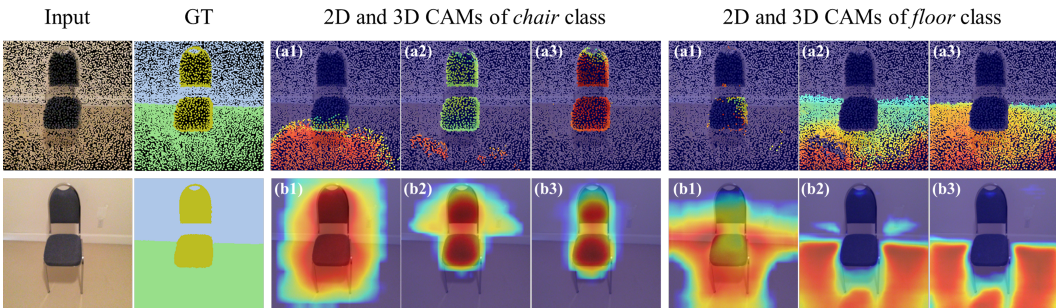 Input GT 2D and 3D CAMs of chair class 2D and 3D CAMs of floor class
(a1) (a2) (a3) (a1) (a2) (a3)
(b1) (b2) (b3) (b1) (b2) (b3)